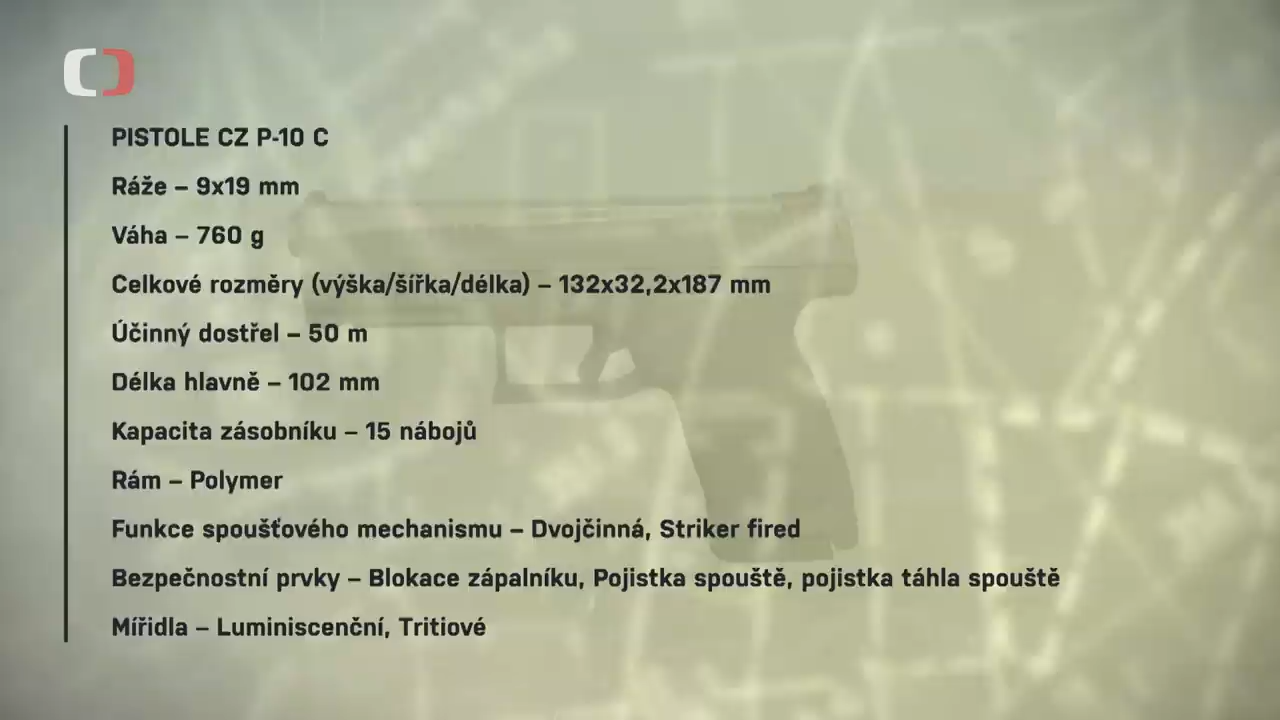 PISTOLE CZ P-10 C
Ráže – 9x19 mm
Váha – 760 g
Celkové rozměry (výška/šířka/délka) – 132x32,2x187 mm
Účinný dostřel – 50 m
Délka hlavně – 102 mm
Kapacita zásobníku – 15 nábojů
Rám – Polymer
Funkce spoušťového mechanismu – Dvojčinná, Striker fired
Bezpečnostní prvky – Blokace zápalníku, Pojistka spouště, pojistka táhla spouště
Mířidla – Luminiscenční, Tritiové